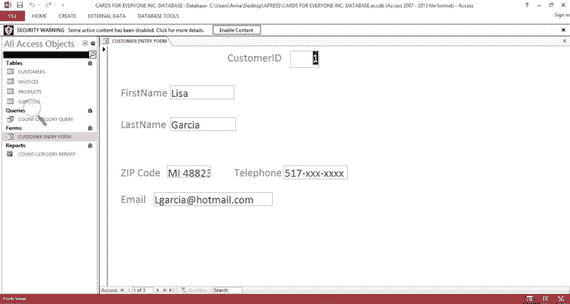 CARDS FOR EVERYONE INC. DATABASE : Database- C:\Users\Anna\Desktop\APRESS\CARDS FOR EVERYONE INC. DATABASE.accdb (Access 2007 - 2013 file format) - Access
FILE HOME CREATE EXTERNAL DATA DATABASE TOOLS
Sign in
SECURITY WARNING Some active content has been disabled. Click for more details. Enable Content
All Access Objects
CUSTOMER ENTRY FORM
Tables
CUSTOMERS
INVOICES
PRODUCTS
Queries
COUNT CATEGORY QUERY
Forms
CUSTOMER ENTRY FORM
Reports
COUNT CATEGORY REPORT
CustomerID 1
FirstName Lisa
LastName Garcia
ZIP Code MI 48823 Telephone 517-xxx-xxxx
Email Lgarcia@hotmail.com
Record: 1 of 3 No Filter Search
Form View